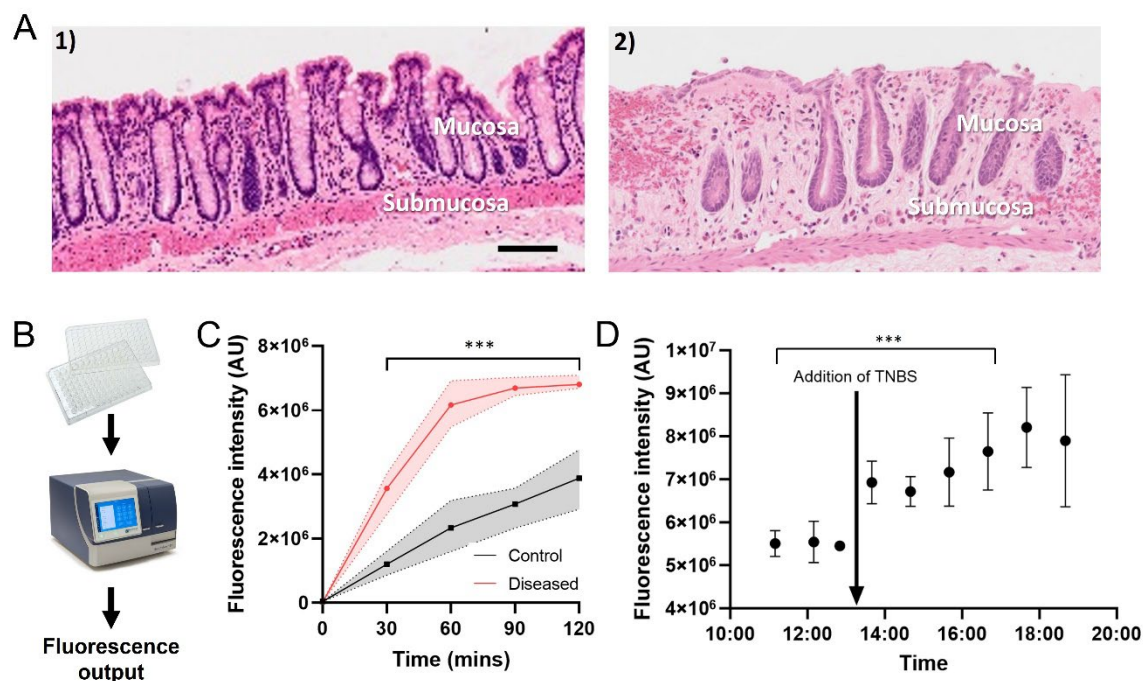 A
1)
Mucosa
Submucosa
2)
Mucosa
Submucosa
B
Fluorescence
output
C
Fluorescence intensity (AU)
8×10⁶
6×10⁶
4×10⁶
2×10⁶
0
***
Control
Diseased
0 30 60 90 120
Time (mins)
D
Fluorescence intensity (AU)
1×10⁷
9×10⁶
8×10⁶
7×10⁶
6×10⁶
5×10⁶
4×10⁶
***
Addition of TNBS
10:00 12:00 14:00 16:00 18:00 20:00
Time